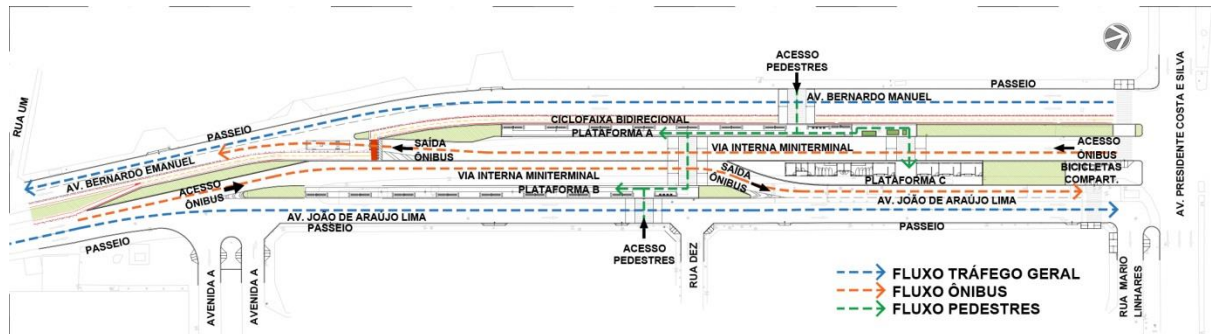 ACESSO
PEDESTRES
PASSEIO
AV. BERNARDO MANUEL
AV. PRESIDENTE COSTA E SILVA
RUA UM
PASSEIO
CICLOFAIXA BIDIRECIONAL
PLATAFORMA A
SAÍDA
ÔNIBUS
VIA INTERNA MINITERMINAL
ACESSO
ÔNIBUS
AV. BERNARDO EMANUEL
VIA INTERNA MINITERMINAL
SAÍDA
ÔNIBUS
BICICLETAS
COMPART.
ACESSO
ÔNIBUS
PLATAFORMA B
PLATAFORMA C
AV. JOÃO DE ARAÚJO LIMA
AV. JOÃO DE ARAÚJO LIMA
PASSEIO
PASSEIO
PASSEIO
ACESSO
PEDESTRES
AVENIDA A
AVENIDA A
RUA DEZ
RUA MARIO
LINHARES
FLUXO TRÁFEGO GERAL
FLUXO ÔNIBUS
FLUXO PEDESTRES